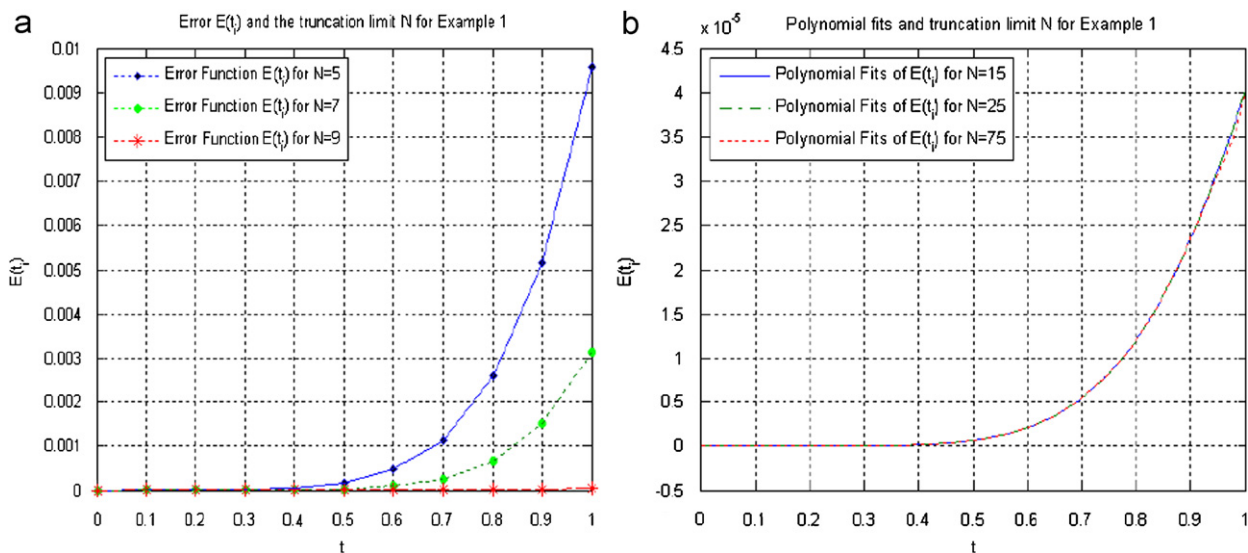 a
Error E(tᵢ) and the truncation limit N for Example 1
0.01
0.009
0.008
0.007
0.006
0.005
0.004
0.003
0.002
0.001
0
E(tᵢ)
Error Function E(tᵢ) for N=5
Error Function E(tᵢ) for N=7
Error Function E(tᵢ) for N=9
0 0.1 0.2 0.3 0.4 0.5 0.6 0.7 0.8 0.9 1
t
b
Polynomial fits and truncation limit N for Example 1
x 10⁻⁵
4.5
4
3.5
3
2.5
2
1.5
1
0.5
0
-0.5
E(tᵢ)
Polynomial Fits of E(tᵢ) for N=15
Polynomial Fits of E(tᵢ) for N=25
Polynomial Fits of E(tᵢ) for N=75
0 0.1 0.2 0.3 0.4 0.5 0.6 0.7 0.8 0.9 1
t